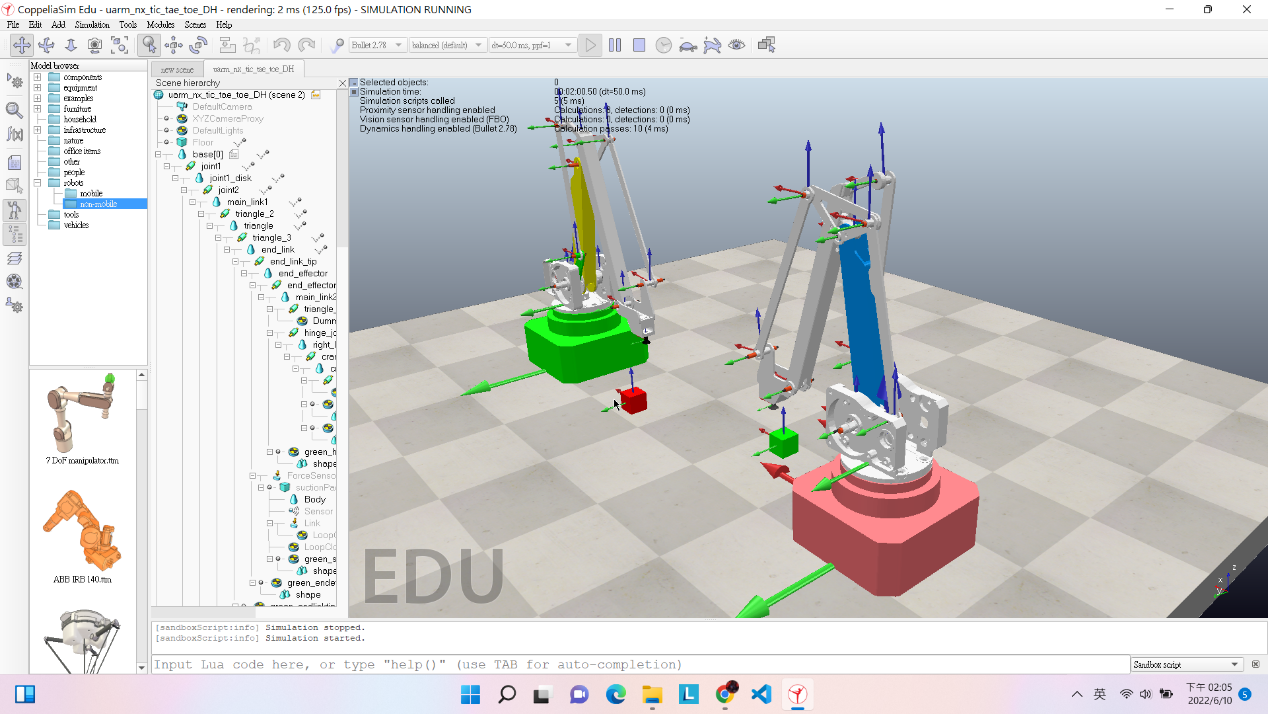 CoppeliaSim Edu - uarm_nx_tic_tae_toe_DH - rendering: 2 ms (125.0 fps) - SIMULATION RUNNING
File Edit Add Simulation Tools Modules Scenes Help
Bullet 2.78 balanced (default) dt=50.0 ms, ppf=1
Model browser
components
equipment
examples
furniture
household
infrastructure
nature
office items
other
people
robots
mobile
non-mobile
tools
vehicles
7 DoF manipulator.ttm
ABB IRB 140.ttm
new scene uarm_nx_tic_tae_toe_DH
Scene hierarchy
uarm_nx_tic_tae_toe_DH (scene 2)
DefaultCamera
XYZCameraProxy
DefaultLights
Floor
base[0]
joint1
joint1_disk
joint2
main_link1
triangle_2
triangle
triangle_3
end_link
end_link_tip
end_effector
end_effector
main_link2
triangle_
Dumm
hinge_jo
right_l
cra
green_h
shape
ForceSenso
suctionPa
Body
Sensor
Link
LoopC
LoopClo
green_s
shape
green_ende
shape
Selected objects: 0
Simulation time: 00:02:00.50 (dt=50.0 ms)
Simulation scripts called
Proximity sensor handling enabled
detections: 0 (0 ms)
Vision sensor handling enabled (FBO)
detections: 0 (0 ms)
Dynamics handling enabled (Bullet 2.78) Calculation passes: 10 (4 ms)
EDU
x
z
[sandboxScript:info] Simulation stopped.
[sandboxScript:info] Simulation started.
Input Lua code here, or type "help()" (use TAB for auto-completion)
Sandbox script
英
下午 02:05
2022/6/10
5